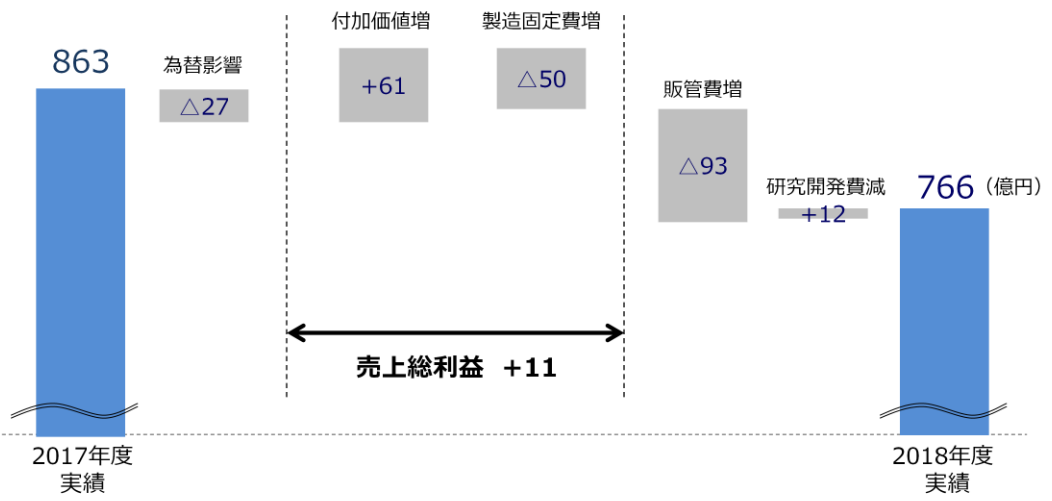 付加価値増
製造固定費増
863
為替影響
+61
△50
△27
販管費増
△93
研究開発費減
+12
766（億円）
売上総利益 +11
2017年度
実績
2018年度
実績